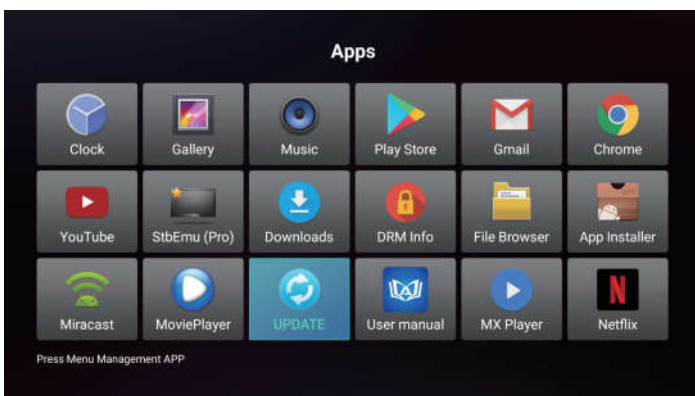 Apps
Clock Gallery Music Play Store Gmail Chrome
YouTube StbEmu (Pro) Downloads DRM Info File Browser App Installer
Miracast MoviePlayer UPDATE User manual MX Player Netflix
Press Menu Management APP